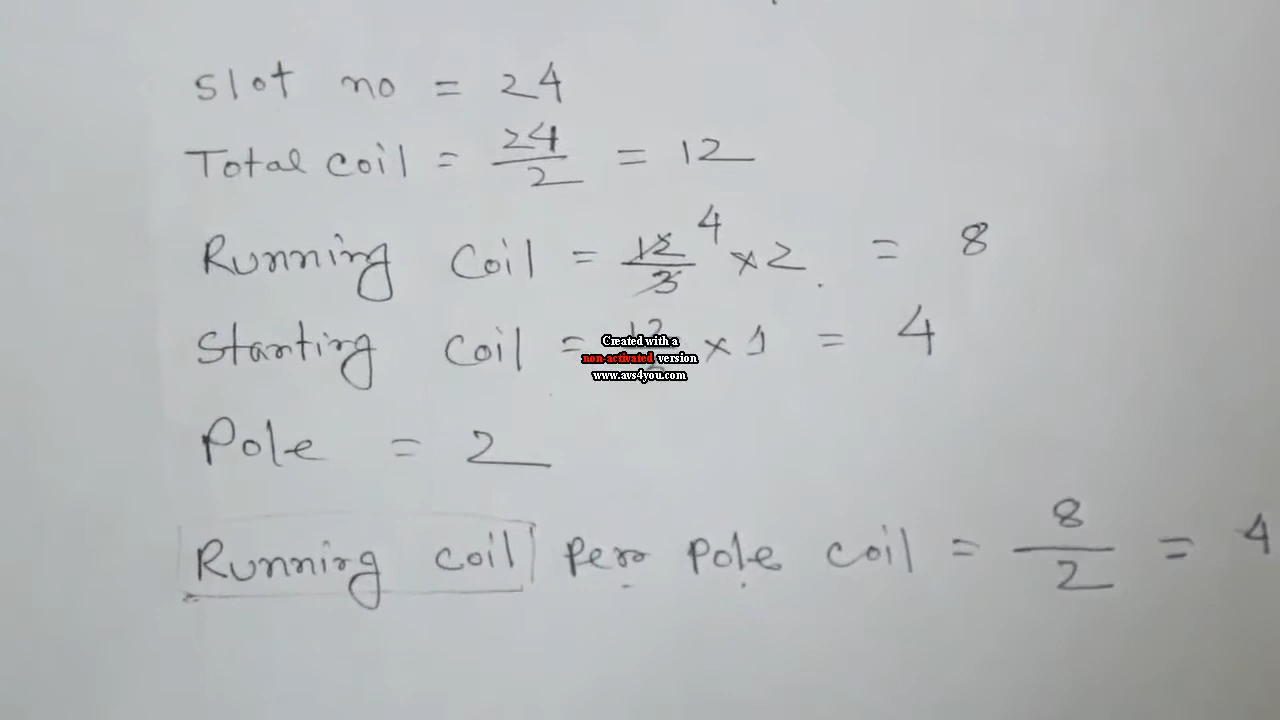 Slot no = 24
Total coil = 24/2 = 12
Running Coil = 12/3 4 ×2 = 8
Starting Coil = 12 × 1 = 4
Created with a
non-activated version
www.avs4you.com
Pole = 2
Running coil Per Pole coil = 8/2 = 4